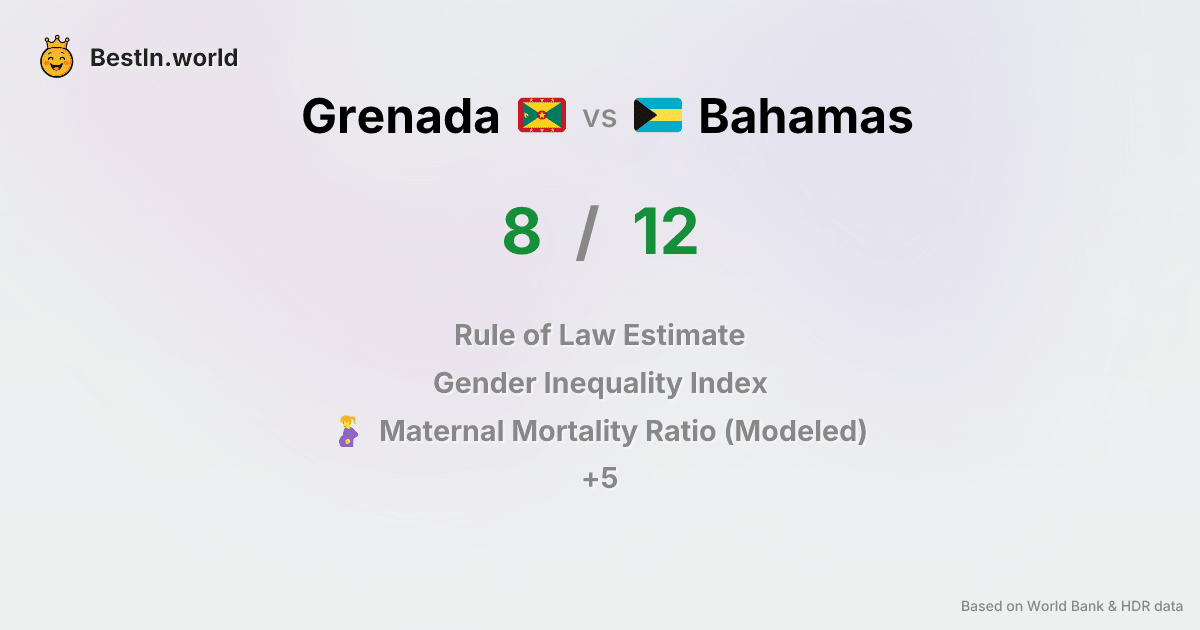 BestIn.world
Grenada vs Bahamas
8 / 12
Rule of Law Estimate
Gender Inequality Index
Maternal Mortality Ratio (Modeled)
+5
Based on World Bank & HDR data